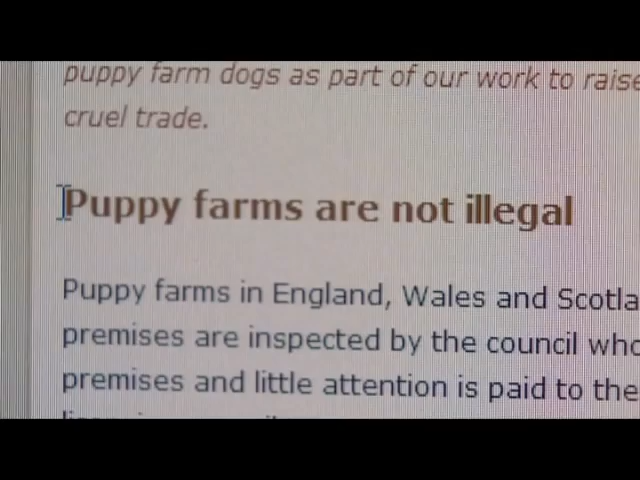 puppy farm dogs as part of our work to raise
cruel trade.
Puppy farms are not illegal
Puppy farms in England, Wales and Scotla
premises are inspected by the council who
premises and little attention is paid to the